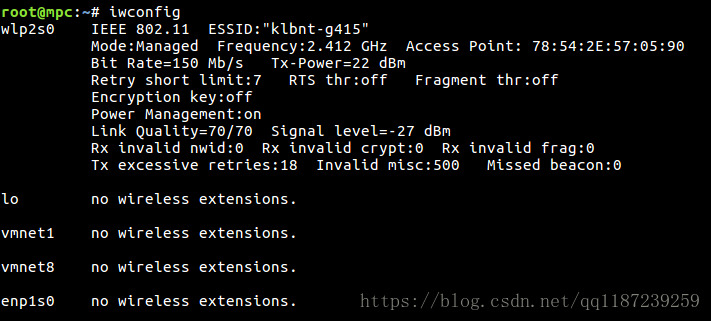 root@mpc:~# iwconfig
wlp2s0    IEEE 802.11  ESSID:"klbnt-g415"
          Mode:Managed  Frequency:2.412 GHz  Access Point: 78:54:2E:57:05:90
          Bit Rate=150 Mb/s   Tx-Power=22 dBm
          Retry short limit:7   RTS thr:off   Fragment thr:off
          Encryption key:off
          Power Management:on
          Link Quality=70/70  Signal level=-27 dBm
          Rx invalid nwid:0  Rx invalid crypt:0  Rx invalid frag:0
          Tx excessive retries:18  Invalid misc:500   Missed beacon:0
lo        no wireless extensions.
vmnet1    no wireless extensions.
vmnet8    no wireless extensions.
enp1s0    no wireless extensions.
https://blog.csdn.net/qq1187239259